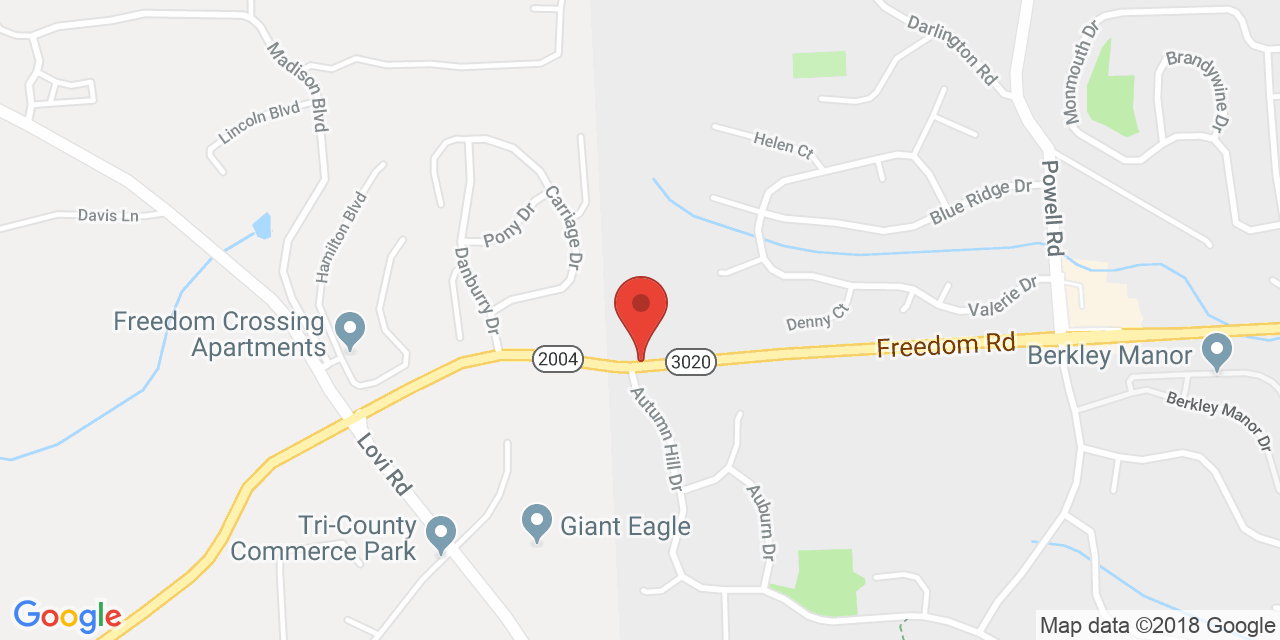 Darlington Rd
Monmouth Dr
Brandywine Dr
Madison Blvd
Lincoln Blvd
Helen Ct
Powell Rd
Blue Ridge Dr
Davis Ln
Hamilton Blvd
Pony Dr
Carriage Dr
Danburry Dr
Valerie Dr
Denny Ct
Freedom Crossing
Apartments
2004
3020
Freedom Rd
Berkley Manor
Berkley Manor Dr
Autumn Hill Dr
Lovi Rd
Auburn Dr
Tri-County
Commerce Park
Giant Eagle
Google
Map data ©2018 Google